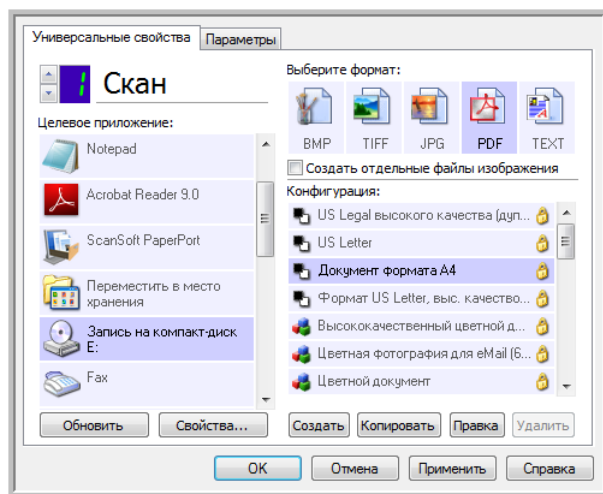 Универсальные свойства
Параметры
1 Скан
Целевое приложение:
Notepad
Acrobat Reader 9.0
ScanSoft PaperPort
Переместить в место
хранения
Запись на компакт-диск
E:
Fax
Обновить
Свойства...
Выберите формат:
BMP
TIFF
JPG
PDF
TEXT
Создать отдельные файлы изображения
Конфигурация:
US Legal высокого качества (дуп...
US Letter
Документ формата A4
Формат US Letter, выс. качество...
Высококачественный цветной д...
Цветная фотография для eMail (6...
Цветной документ
Создать
Копировать
Правка
Удалить
OK
Отмена
Применить
Справка